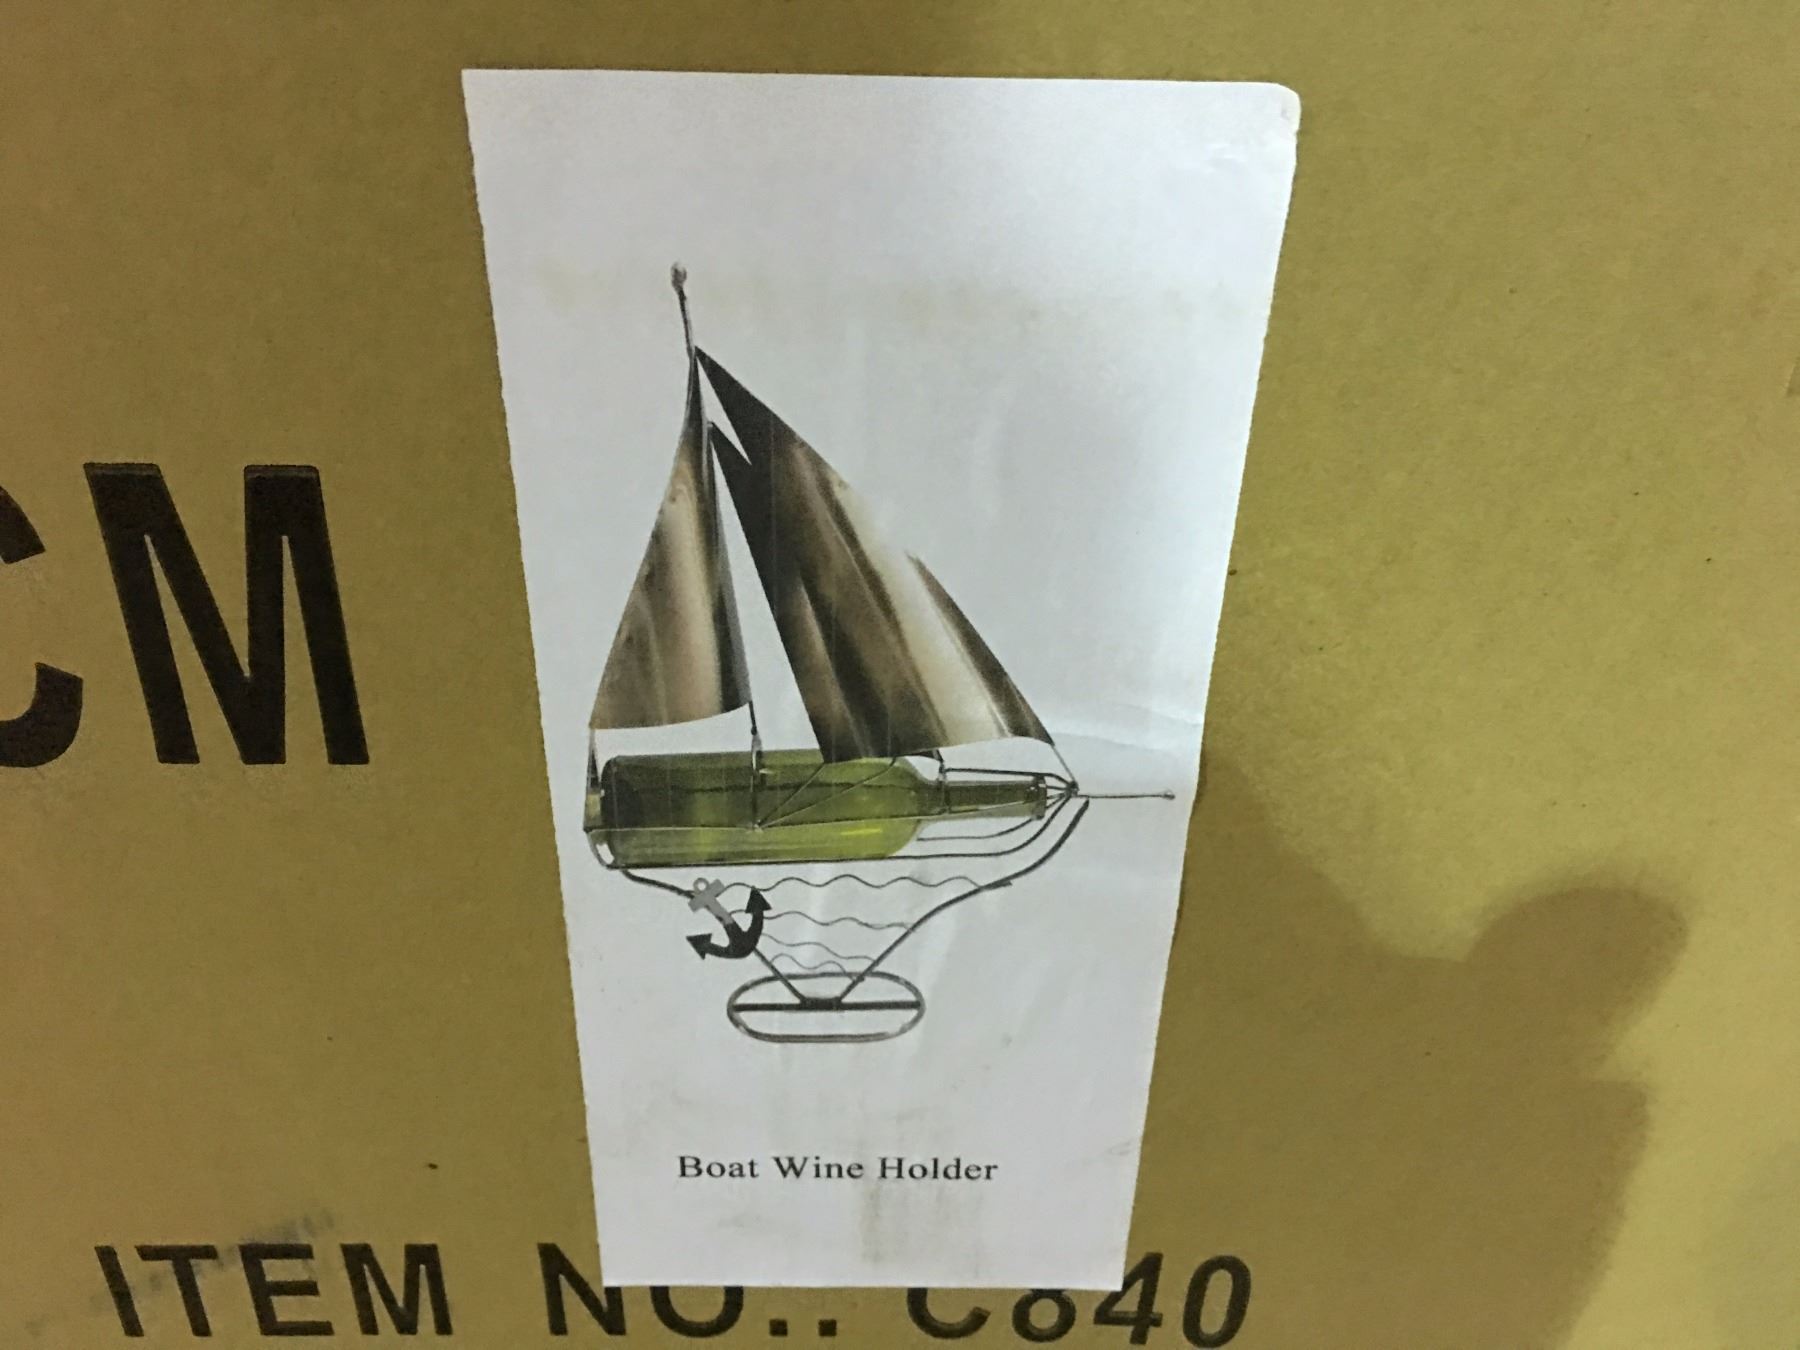 CM
Boat Wine Holder
ITEM NO.: C840